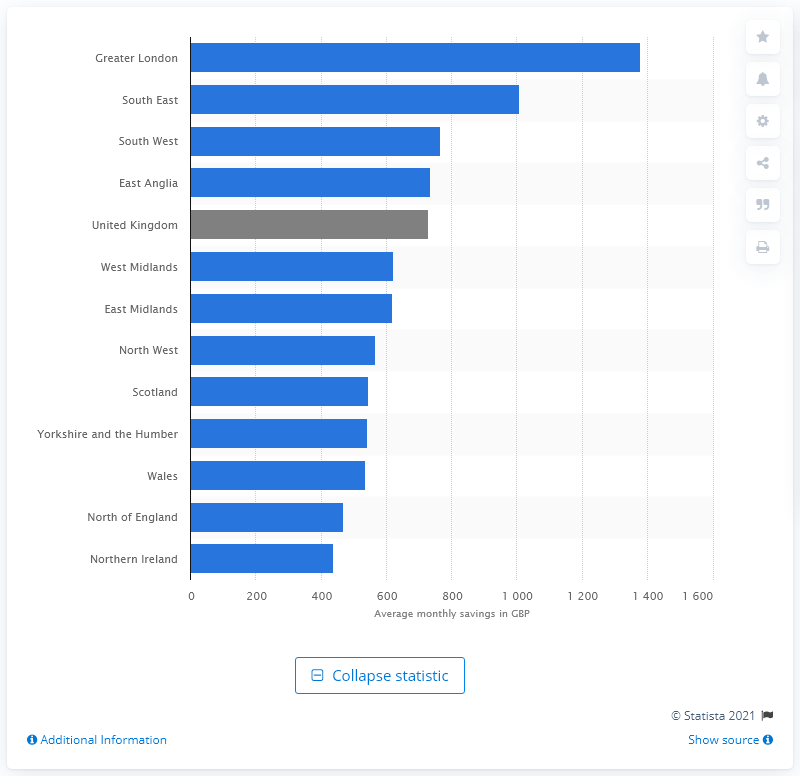 Greater London
South East
South West
East Anglia
United Kingdom
West Midlands
East Midlands
North West
Scotland
Yorkshire and the Humber
Wales
North of England
Northern Ireland
0 200 400 600 800 1 000 1 200 1 400 1 600
Average monthly savings in GBP
Collapse statistic
© Statista 2021
Additional Information Show source